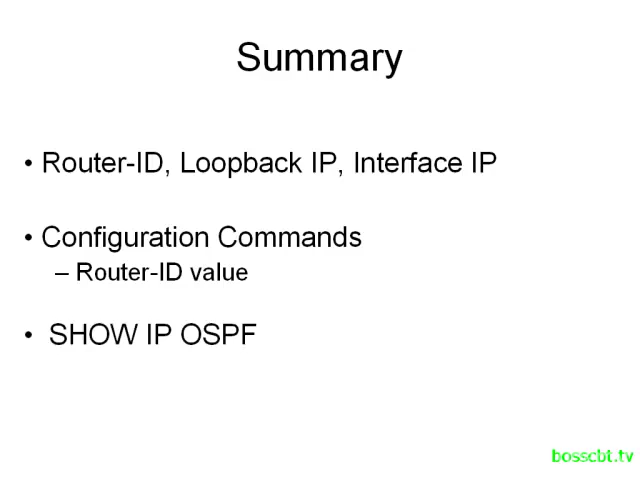 Summary
• Router-ID, Loopback IP, Interface IP
• Configuration Commands
– Router-ID value
• SHOW IP OSPF
bosscbt.tv